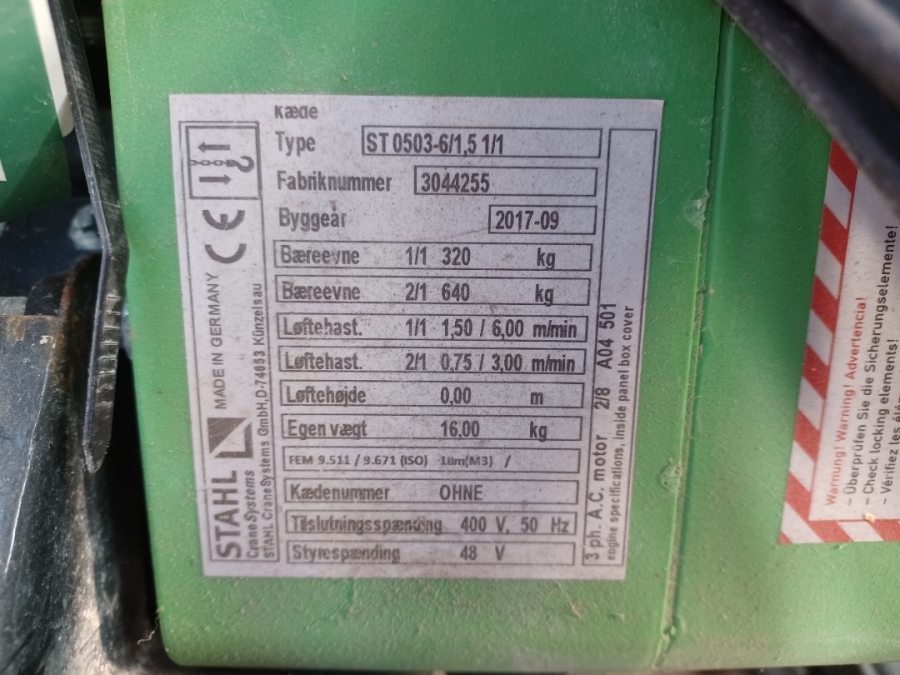 Kæde
Type ST 0503-6/1,5 1/1
Fabriknummer 3044255
Byggeår 2017-09
Bæreevne 1/1 320 kg
Bæreevne 2/1 640 kg
Løftehast. 1/1 1,50 / 6,00 m/min
Løftehast. 2/1 0,75 / 3,00 m/min
Løftehøjde 0,00 m
Egen vægt 16,00 kg
FEM 9.511 / 9.671 (ISO) 1Bm(M3) /
Kædenummer OHNE
Tilslutningsspænding 400 V. 50 Hz
Styrespænding 48 V
STAHL
CraneSystems
STAHL CraneSystems GmbH, D-74653 Künzelsau
MADE IN GERMANY CE
3 ph. A.C. motor 2/8 A04 501
engine specifications, inside panel box cover
Warnung! Warning! Advertencia!
– Überprüfen Sie die Sicherungselemente!
– Check locking elements!
– Vérifiez les